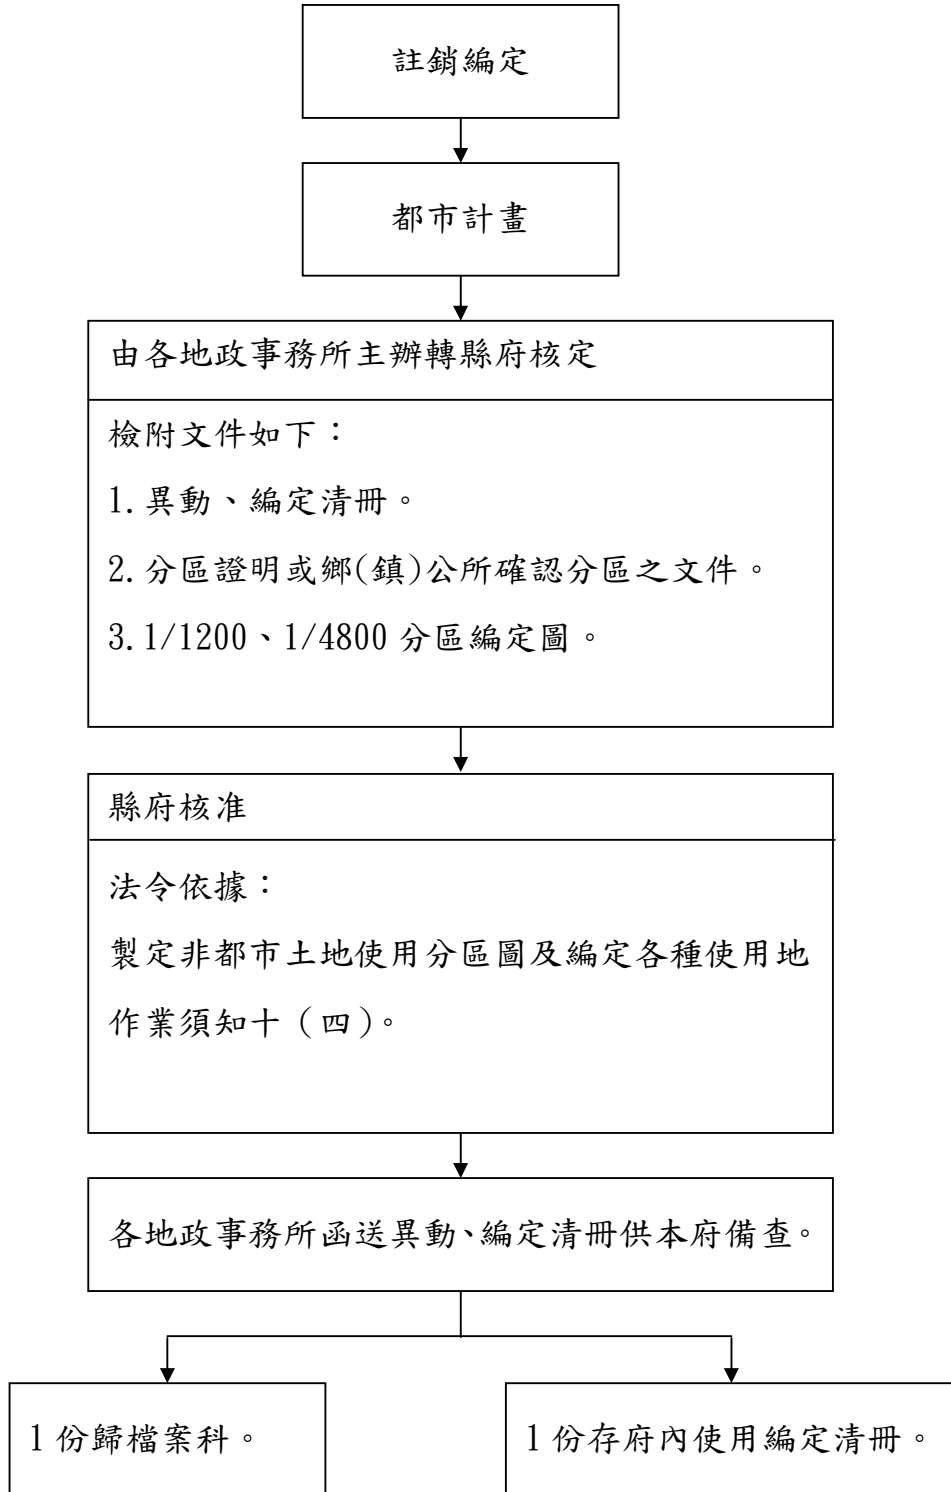 註銷編定
都市計畫
由各地政事務所主辦轉縣府核定
檢附文件如下：
1.異動、編定清冊。
2.分區證明或鄉(鎮)公所確認分區之文件。
3.1/1200、1/4800 分區編定圖。
縣府核准
法令依據：
製定非都市土地使用分區圖及編定各種使用地
作業須知十（四）。
各地政事務所函送異動、編定清冊供本府備查。
1 份歸檔案科。
1 份存府內使用編定清冊。